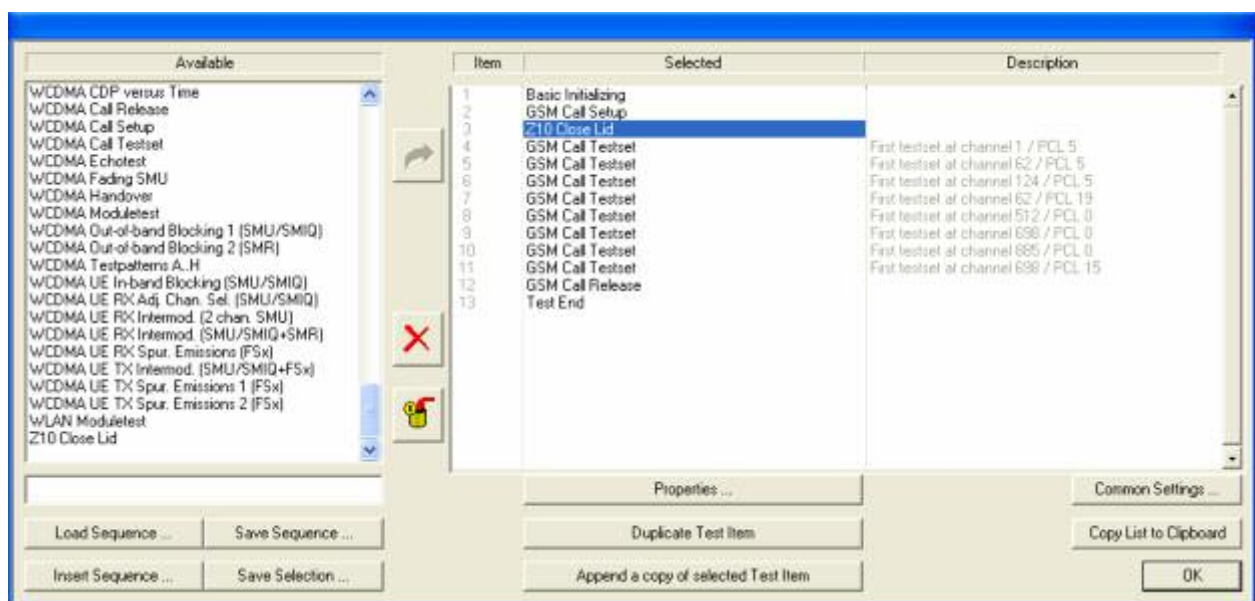 Available
WCDMA CDP versus Time
WCDMA Call Release
WCDMA Call Setup
WCDMA Call Testset
WCDMA Echotest
WCDMA Fading SMU
WCDMA Handover
WCDMA Moduletest
WCDMA Out-of-band Blocking 1 (SMU/SMIQ)
WCDMA Out-of-band Blocking 2 (SMR)
WCDMA Testpatterns A..H
WCDMA UE In-band Blocking (SMU/SMIQ)
WCDMA UE RX Adj. Chan. Sel. (SMU/SMIQ)
WCDMA UE RX Intermod. (2 chan. SMU)
WCDMA UE RX Intermod. (SMU/SMIQ+SMR)
WCDMA UE RX Spur. Emissions (FSx)
WCDMA UE TX Intermod. (SMU/SMIQ+FSx)
WCDMA UE TX Spur. Emissions 1 (FSx)
WCDMA UE TX Spur. Emissions 2 (FSx)
WLAN Moduletest
Z10 Close Lid
Load Sequence ... Save Sequence ...
Insert Sequence ... Save Selection ...
Item Selected Description
1 Basic Initializing
2 GSM Call Setup
3 Z10 Close Lid
4 GSM Call Testset First testset at channel 1 / PCL 5
5 GSM Call Testset First testset at channel 62 / PCL 5
6 GSM Call Testset First testset at channel 124 / PCL 5
7 GSM Call Testset First testset at channel 62 / PCL 19
8 GSM Call Testset First testset at channel 512 / PCL 0
9 GSM Call Testset First testset at channel 698 / PCL 0
10 GSM Call Testset First testset at channel 885 / PCL 0
11 GSM Call Testset First testset at channel 698 / PCL 15
12 GSM Call Release
13 Test End
Properties ... Common Settings ...
Duplicate Test Item Copy List to Clipboard
Append a copy of selected Test Item OK